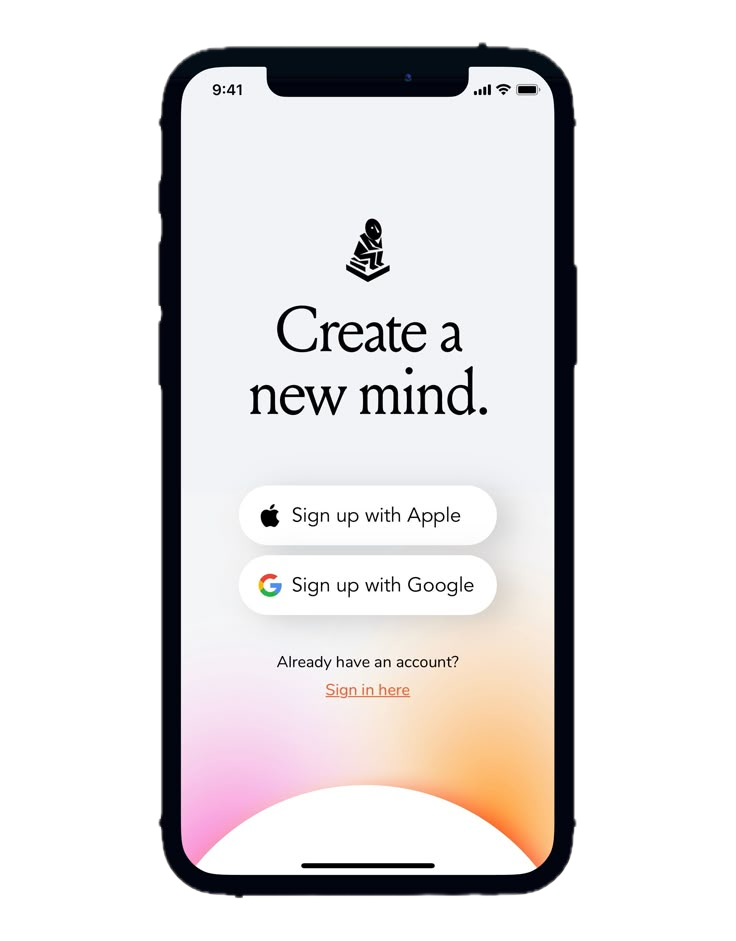 9:41
Create a
new mind.
Sign up with Apple
Sign up with Google
Already have an account?
Sign in here